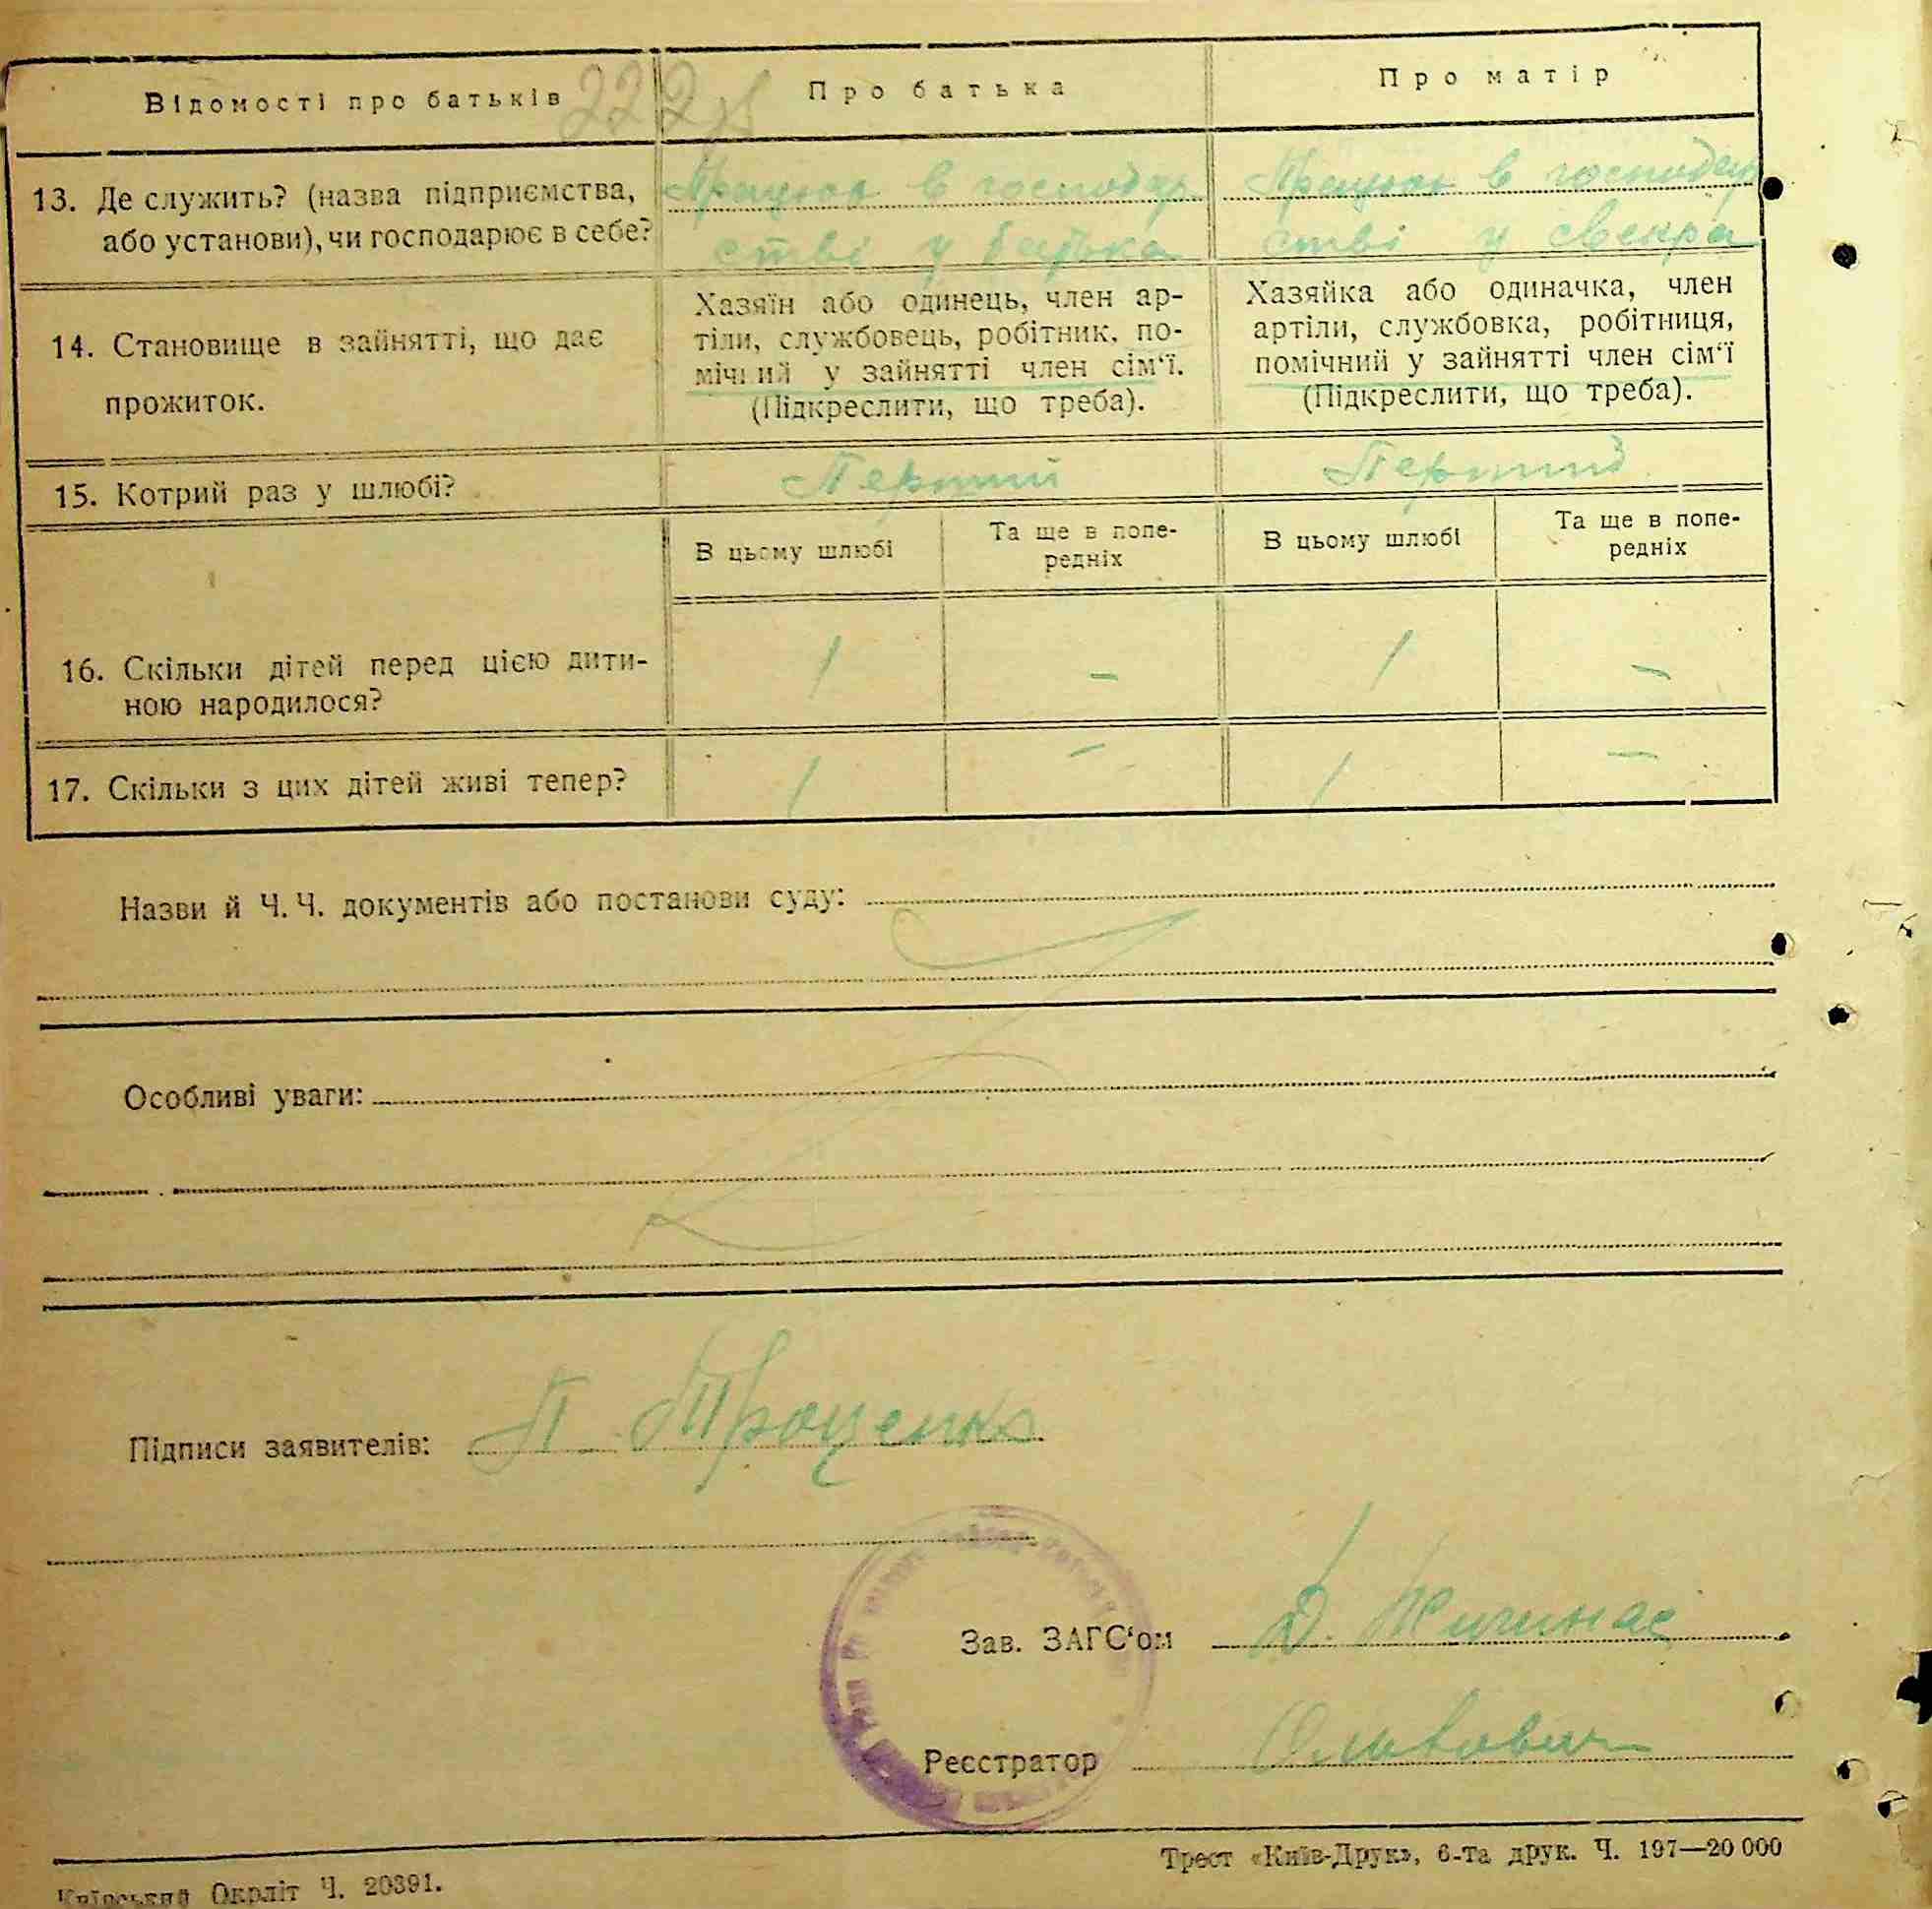 222
Відомості про батьків
Про батька
Про матір
13. Де служить? (назва підприємства,
або установи), чи господарює в себе?
Працює в господар
стві у батька
Працює в господар
стві у свекра
14. Становище в зайнятті, що дає
прожиток.
Хазяїн або одинець, член ар-
тіли, службовець, робітник, по-
мічний у зайнятті член сім‘ї.
(Підкреслити, що треба).
Хазяйка або одиначка, член
артіли, службовка, робітниця,
помічний у зайнятті член сім‘ї
(Підкреслити, що треба).
15. Котрий раз у шлюбі?
Перший
Перший
В цьому шлюбі
Та ще в попе-
редніх
В цьому шлюбі
Та ще в попе-
редніх
16. Скільки дітей перед цією дити-
ною народилося?
1 – 1 –
17. Скільки з цих дітей живі тепер?
1 – 1 –
Назви й Ч. Ч. документів або постанови суду:
Особливі уваги:
Підписи заявителів: П Троценко
Зав. ЗАГС‘ом Д.
Реєстратор
Київський Окрліт Ч. 20391.
Трест «Київ-Друк», 6-та друк. Ч. 197—20 000